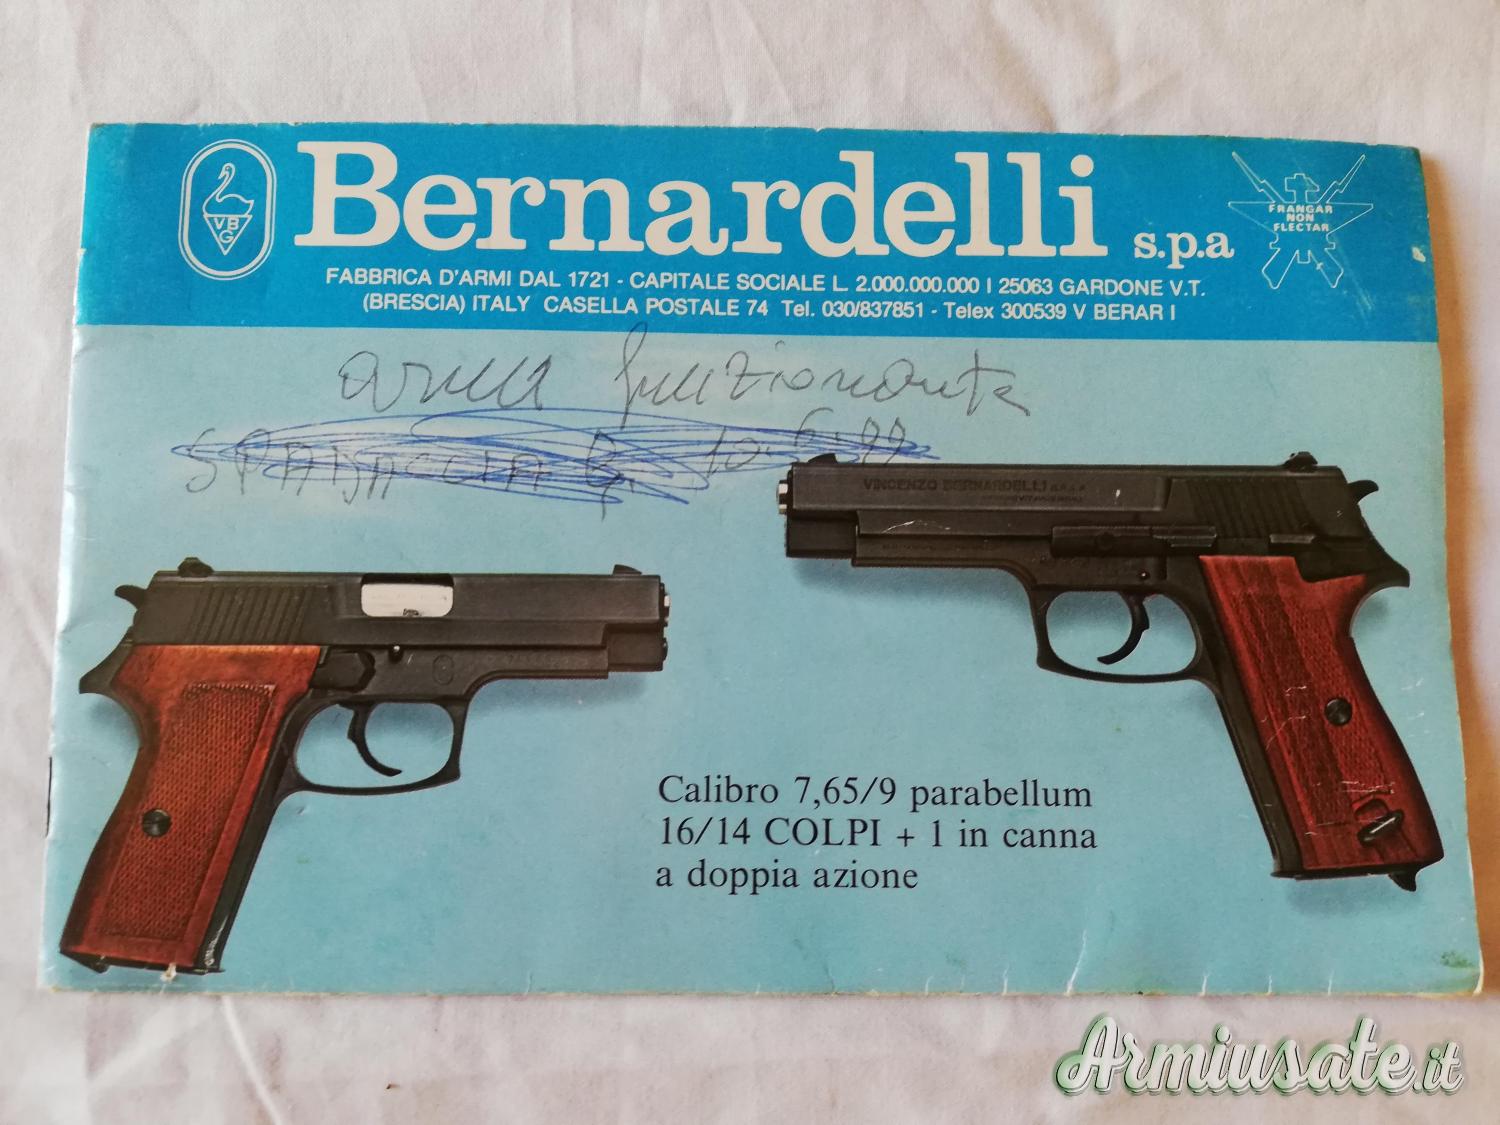 Bernardelli s.p.a
VBG
FRANGAR
NON
FLECTAR
FABBRICA D'ARMI DAL 1721 - CAPITALE SOCIALE L. 2.000.000.000 I 25063 GARDONE V.T.
(BRESCIA) ITALY CASELLA POSTALE 74 Tel. 030/837851 - Telex 300539 V BERAR I
arma funzionante
VINCENZO BERNARDELLI
Calibro 7,65/9 parabellum
16/14 COLPI + 1 in canna
a doppia azione
Armiusate.it